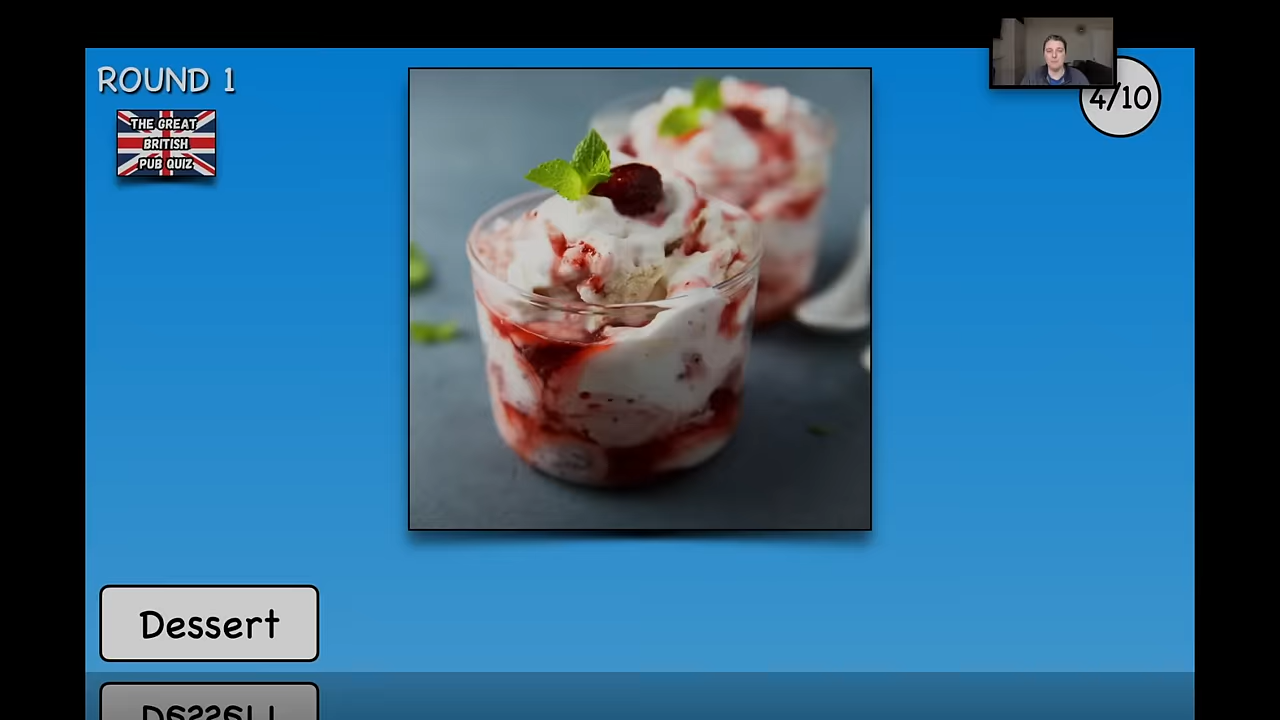 ROUND 1
THE GREAT
BRITISH
PUB QUIZ
4/10
Dessert